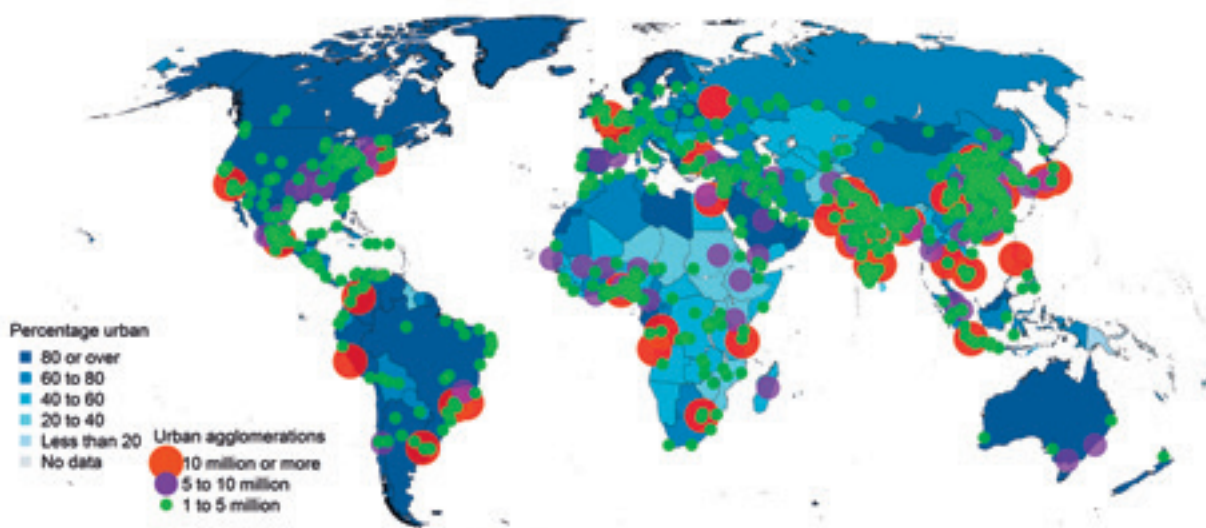 Percentage urban
80 or over
60 to 80
40 to 60
20 to 40
Less than 20
No data
Urban agglomerations
10 million or more
5 to 10 million
1 to 5 million